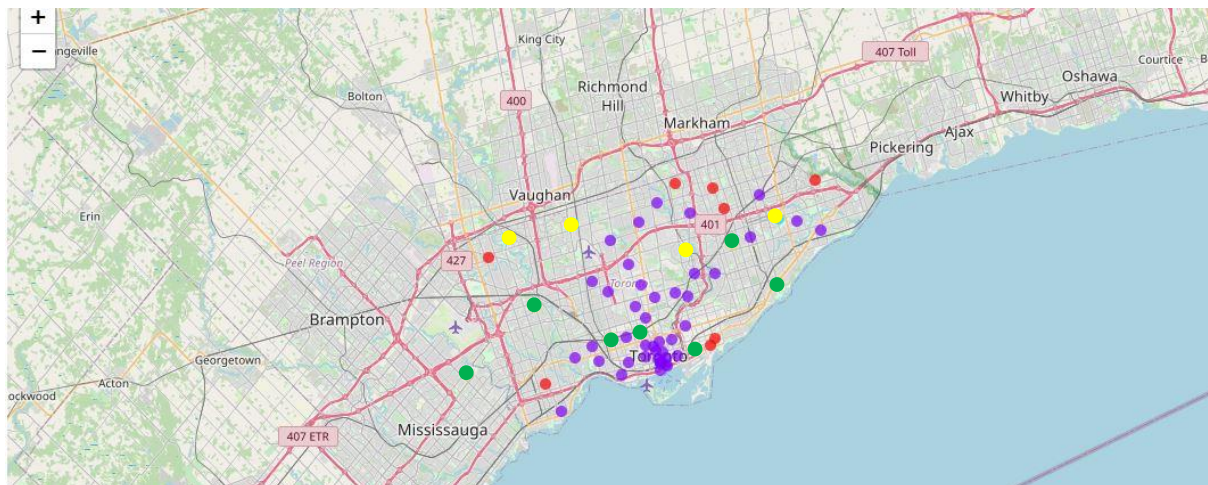 +
−
King City
407 Toll
Courtice
Oshawa
Whitby
Richmond
Hill
Bolton
400
Markham
Ajax
Pickering
Vaughan
Erin
401
427
Peel Region
Brampton
Toronto
Georgetown
Acton
Mississauga
407 ETR